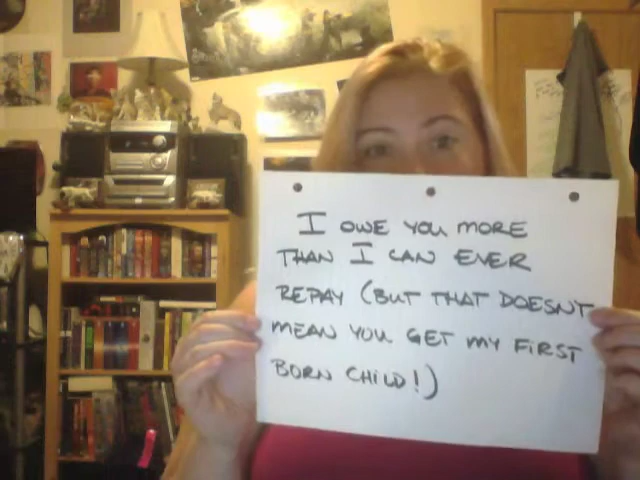 I OWE YOU MORE
THAN I CAN EVER
REPAY (BUT THAT DOESN'T
MEAN YOU GET MY FIRST
BORN CHILD!)